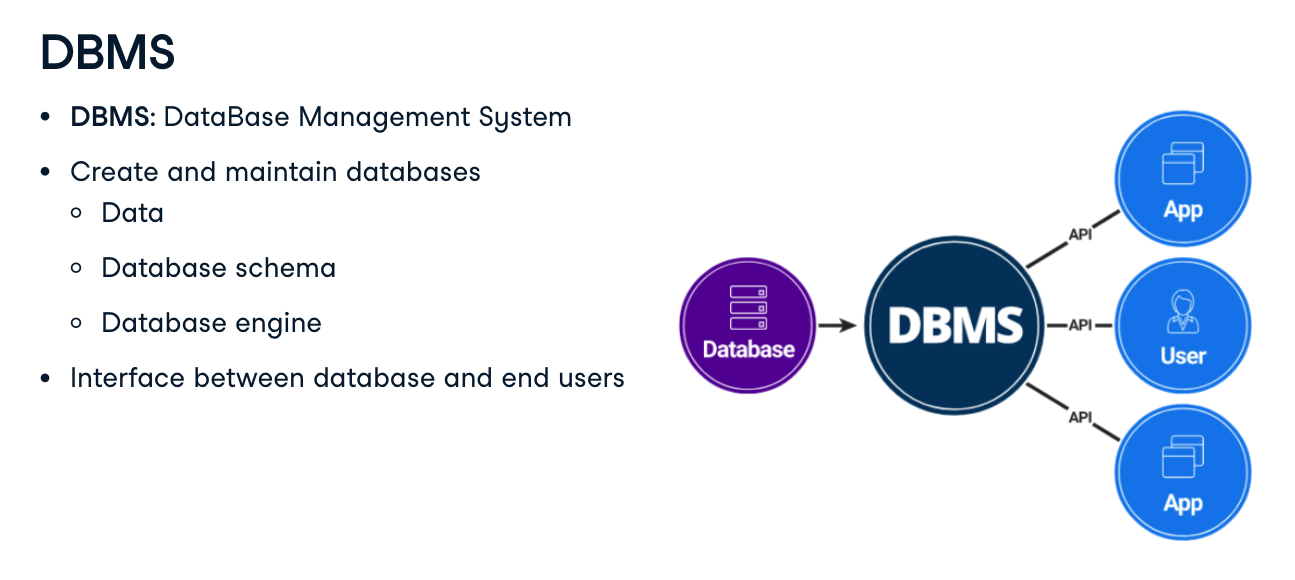 DBMS
• DBMS: DataBase Management System
• Create and maintain databases
◦ Data
◦ Database schema
◦ Database engine
• Interface between database and end users
Database
DBMS
API
App
API
User
API
App